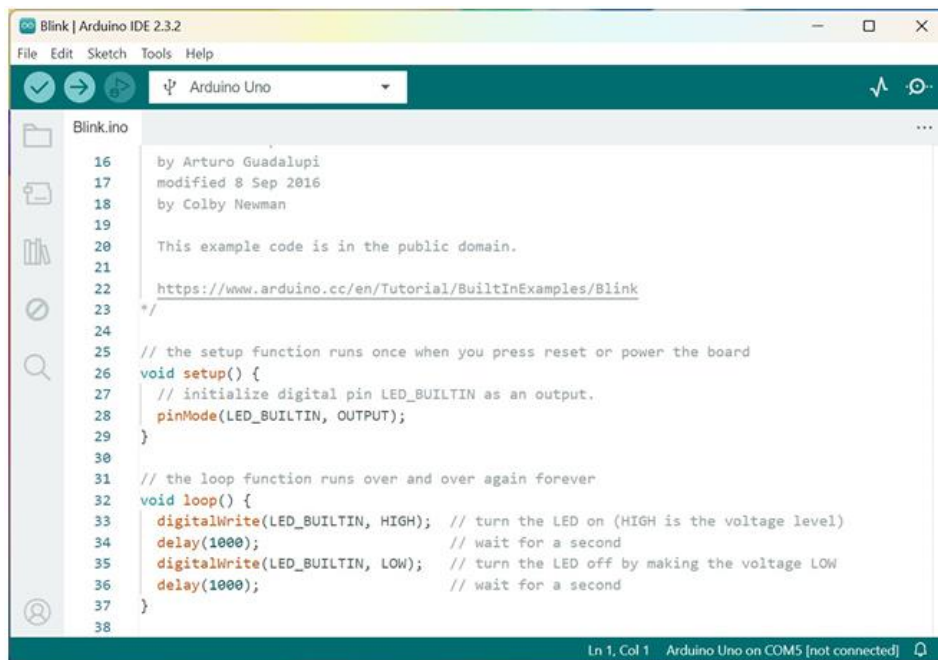 Blink | Arduino IDE 2.3.2
File Edit Sketch Tools Help
Arduino Uno
Blink.ino
16 by Arturo Guadalupi
17 modified 8 Sep 2016
18 by Colby Newman
19
20 This example code is in the public domain.
21
22 https://www.arduino.cc/en/Tutorial/BuiltInExamples/Blink
23 */
24
25 // the setup function runs once when you press reset or power the board
26 void setup() {
27 // initialize digital pin LED_BUILTIN as an output.
28 pinMode(LED_BUILTIN, OUTPUT);
29 }
30
31 // the loop function runs over and over again forever
32 void loop() {
33 digitalWrite(LED_BUILTIN, HIGH); // turn the LED on (HIGH is the voltage level)
34 delay(1000); // wait for a second
35 digitalWrite(LED_BUILTIN, LOW); // turn the LED off by making the voltage LOW
36 delay(1000); // wait for a second
37 }
38
Ln 1, Col 1 Arduino Uno on COM5 [not connected]